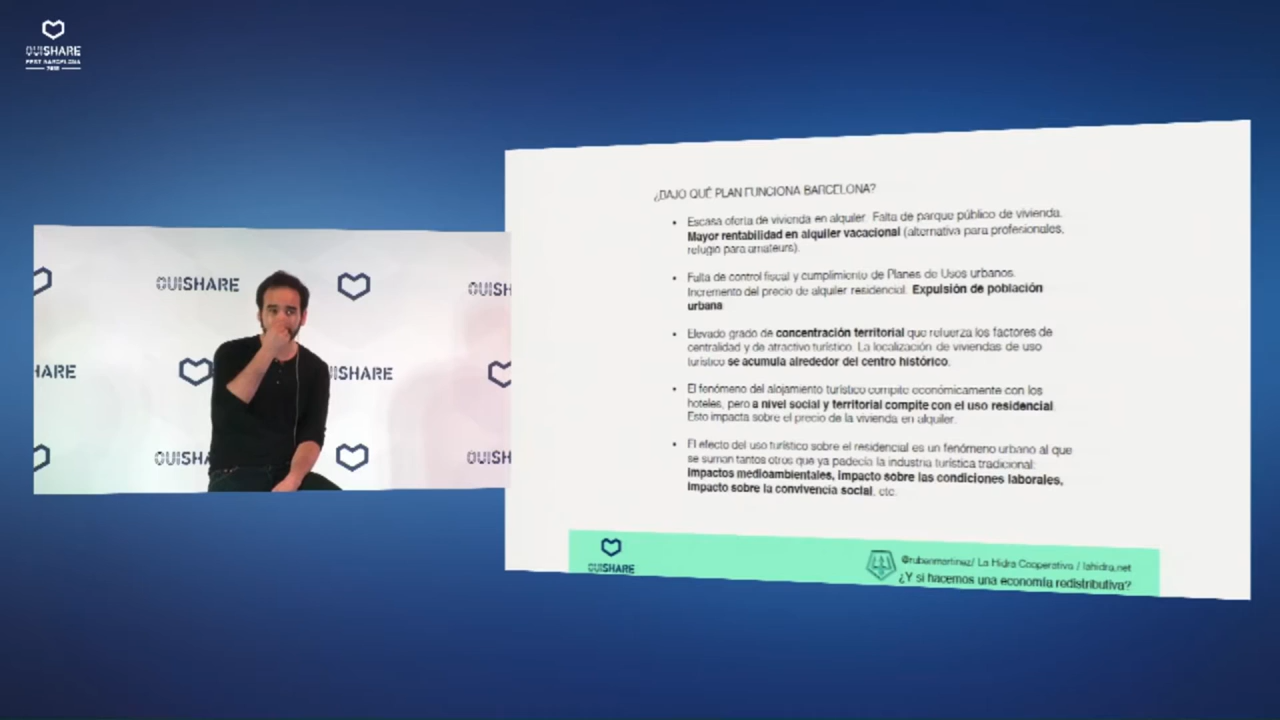 OUISHARE
FEST BARCELONA
OUISHARE
OUISH
HARE
UISHARE
OUISHA
OUISH
¿BAJO QUÉ PLAN FUNCIONA BARCELONA?
• Escasa oferta de vivienda en alquiler. Falta de parque público de vivienda.
Mayor rentabilidad en alquiler vacacional (alternativa para profesionales,
refugio para amateurs).
• Falta de control fiscal y cumplimiento de Planes de Usos urbanos.
Incremento del precio de alquiler residencial. Expulsión de población
urbana
• Elevado grado de concentración territorial que refuerza los factores de
centralidad y de atractivo turístico. La localización de viviendas de uso
turístico se acumula alrededor del centro histórico.
• El fenómeno del alojamiento turístico compite económicamente con los
hoteles, pero a nivel social y territorial compite con el uso residencial.
Esto impacta sobre el precio de la vivienda en alquiler.
• El efecto del uso turístico sobre el residencial es un fenómeno urbano al que
se suman tantos otros que ya padecía la industria turística tradicional:
impactos medioambientales, impacto sobre las condiciones laborales,
impacto sobre la convivencia social, etc.
OUISHARE
@rubenmartinez/ La Hidra Cooperativa / lahidra.net
¿Y si hacemos una economía redistributiva?